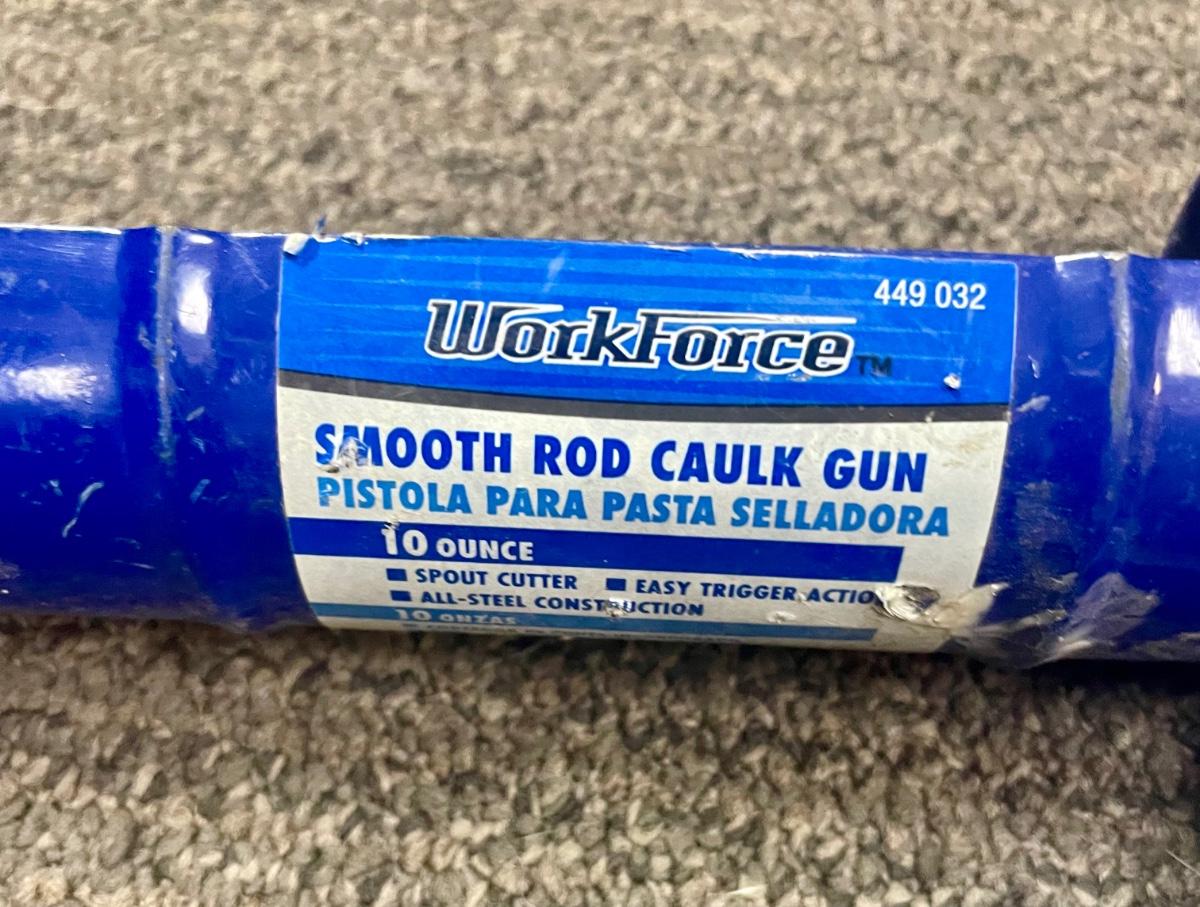 449 032
WorkForce™
SMOOTH ROD CAULK GUN
PISTOLA PARA PASTA SELLADORA
10 OUNCE
■ SPOUT CUTTER ■ EASY TRIGGER ACTIO
■ ALL-STEEL CONSTRUCTION
10 ONZAS